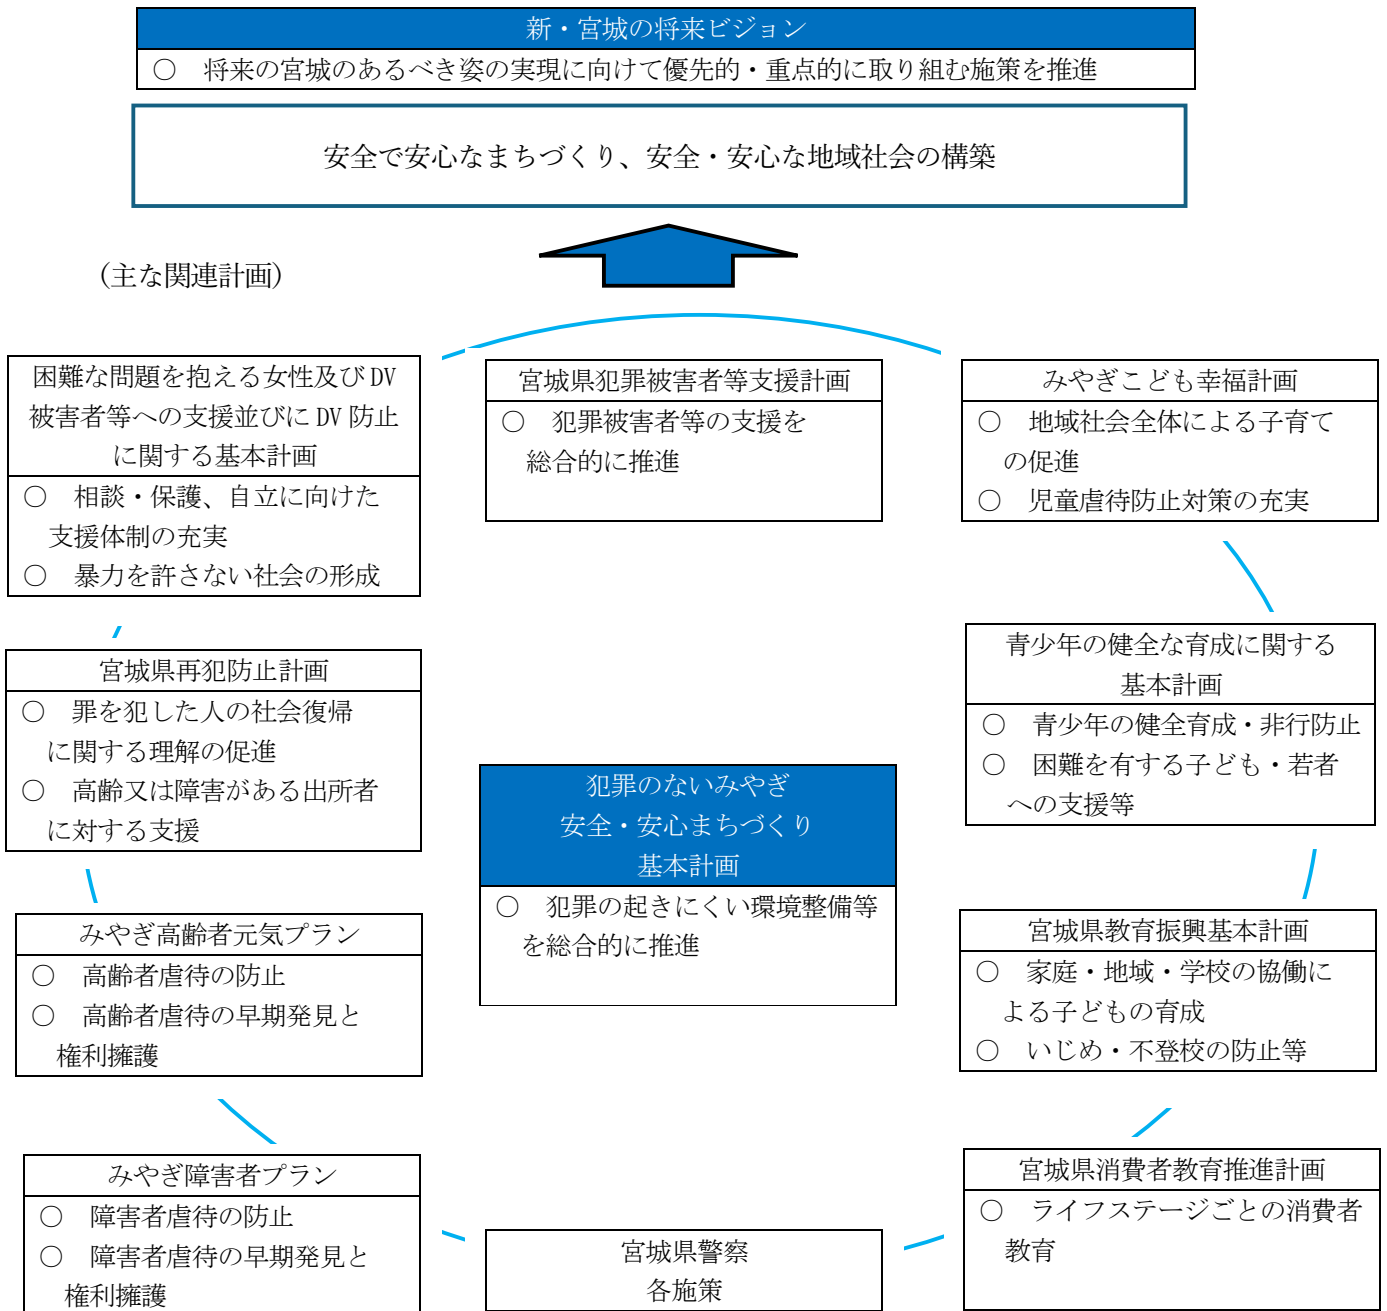 新・宮城の将来ビジョン
○　将来の宮城のあるべき姿の実現に向けて優先的・重点的に取り組む施策を推進
安全で安心なまちづくり、安全・安心な地域社会の構築
（主な関連計画）
困難な問題を抱える女性及びDV
被害者等への支援並びにDV防止
に関する基本計画
○　相談・保護、自立に向けた
支援体制の充実
○　暴力を許さない社会の形成
宮城県犯罪被害者等支援計画
○　犯罪被害者等の支援を
総合的に推進
みやぎこども幸福計画
○　地域社会全体による子育て
の促進
○　児童虐待防止対策の充実
宮城県再犯防止計画
○　罪を犯した人の社会復帰
に関する理解の促進
○　高齢又は障害がある出所者
に対する支援
青少年の健全な育成に関する
基本計画
○　青少年の健全育成・非行防止
○　困難を有する子ども・若者
への支援等
犯罪のないみやぎ
安全・安心まちづくり
基本計画
○　犯罪の起きにくい環境整備等
を総合的に推進
みやぎ高齢者元気プラン
○　高齢者虐待の防止
○　高齢者虐待の早期発見と
権利擁護
宮城県教育振興基本計画
○　家庭・地域・学校の協働に
よる子どもの育成
○　いじめ・不登校の防止等
みやぎ障害者プラン
○　障害者虐待の防止
○　障害者虐待の早期発見と
権利擁護
宮城県警察
各施策
宮城県消費者教育推進計画
○　ライフステージごとの消費者
教育